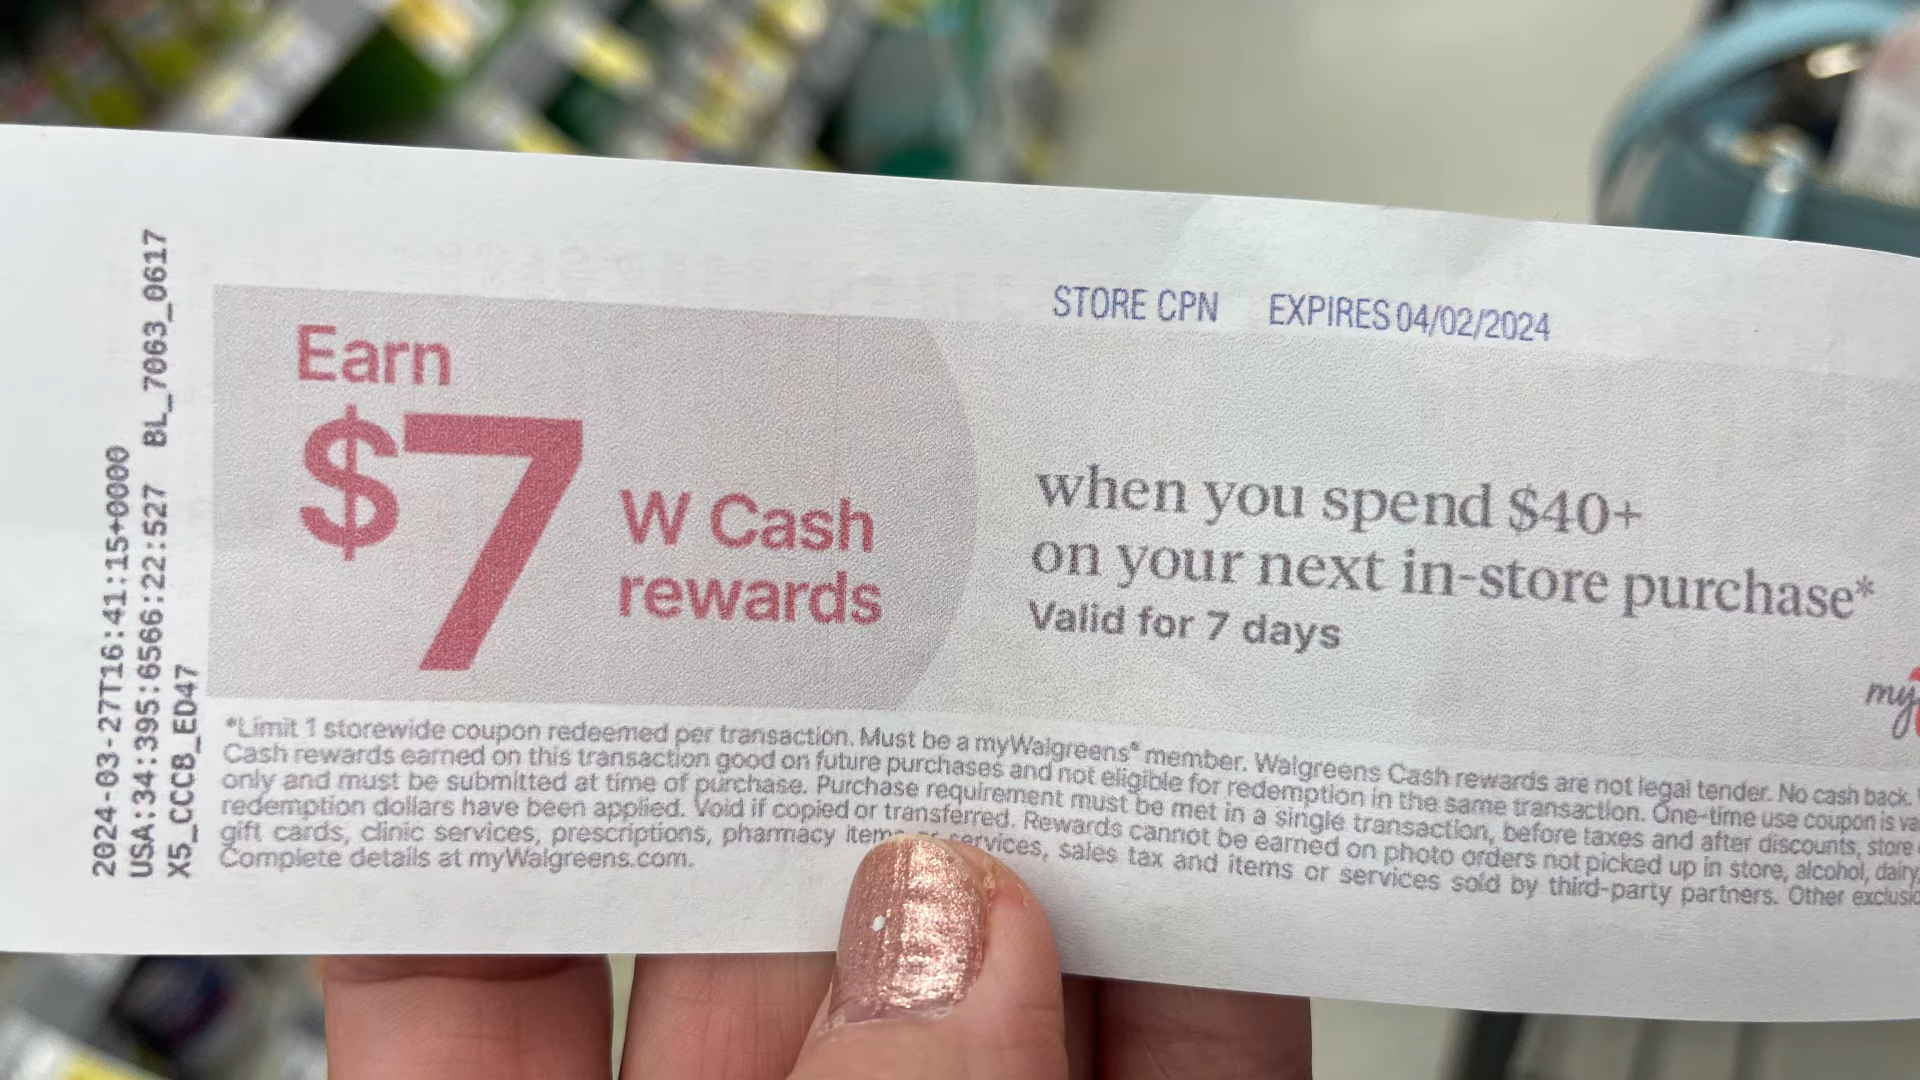 STORE CPN EXPIRES 04/02/2024
Earn
$7 W Cash
rewards
when you spend $40+
on your next in-store purchase*
Valid for 7 days
my
*Limit 1 storewide coupon redeemed per transaction. Must be a myWalgreens® member. Walgreens Cash rewards are not legal tender. No cash back.
Cash rewards earned on this transaction good on future purchases and not eligible for redemption in the same transaction. One-time use coupon is
only and must be submitted at time of purchase. Purchase requirement must be met in a single transaction, before taxes and after discounts, store
redemption dollars have been applied. Void if copied or transferred. Rewards cannot be earned on photo orders not picked up in store, alcohol, dairy,
gift cards, clinic services, prescriptions, pharmacy items or services, sales tax and items or services sold by third-party partners. Other
Complete details at myWalgreens.com.
2024-03-27T16:41:15+0000
USA:34:395:6566:22:527 BL_7063_0617
X5_CCCB_ED47